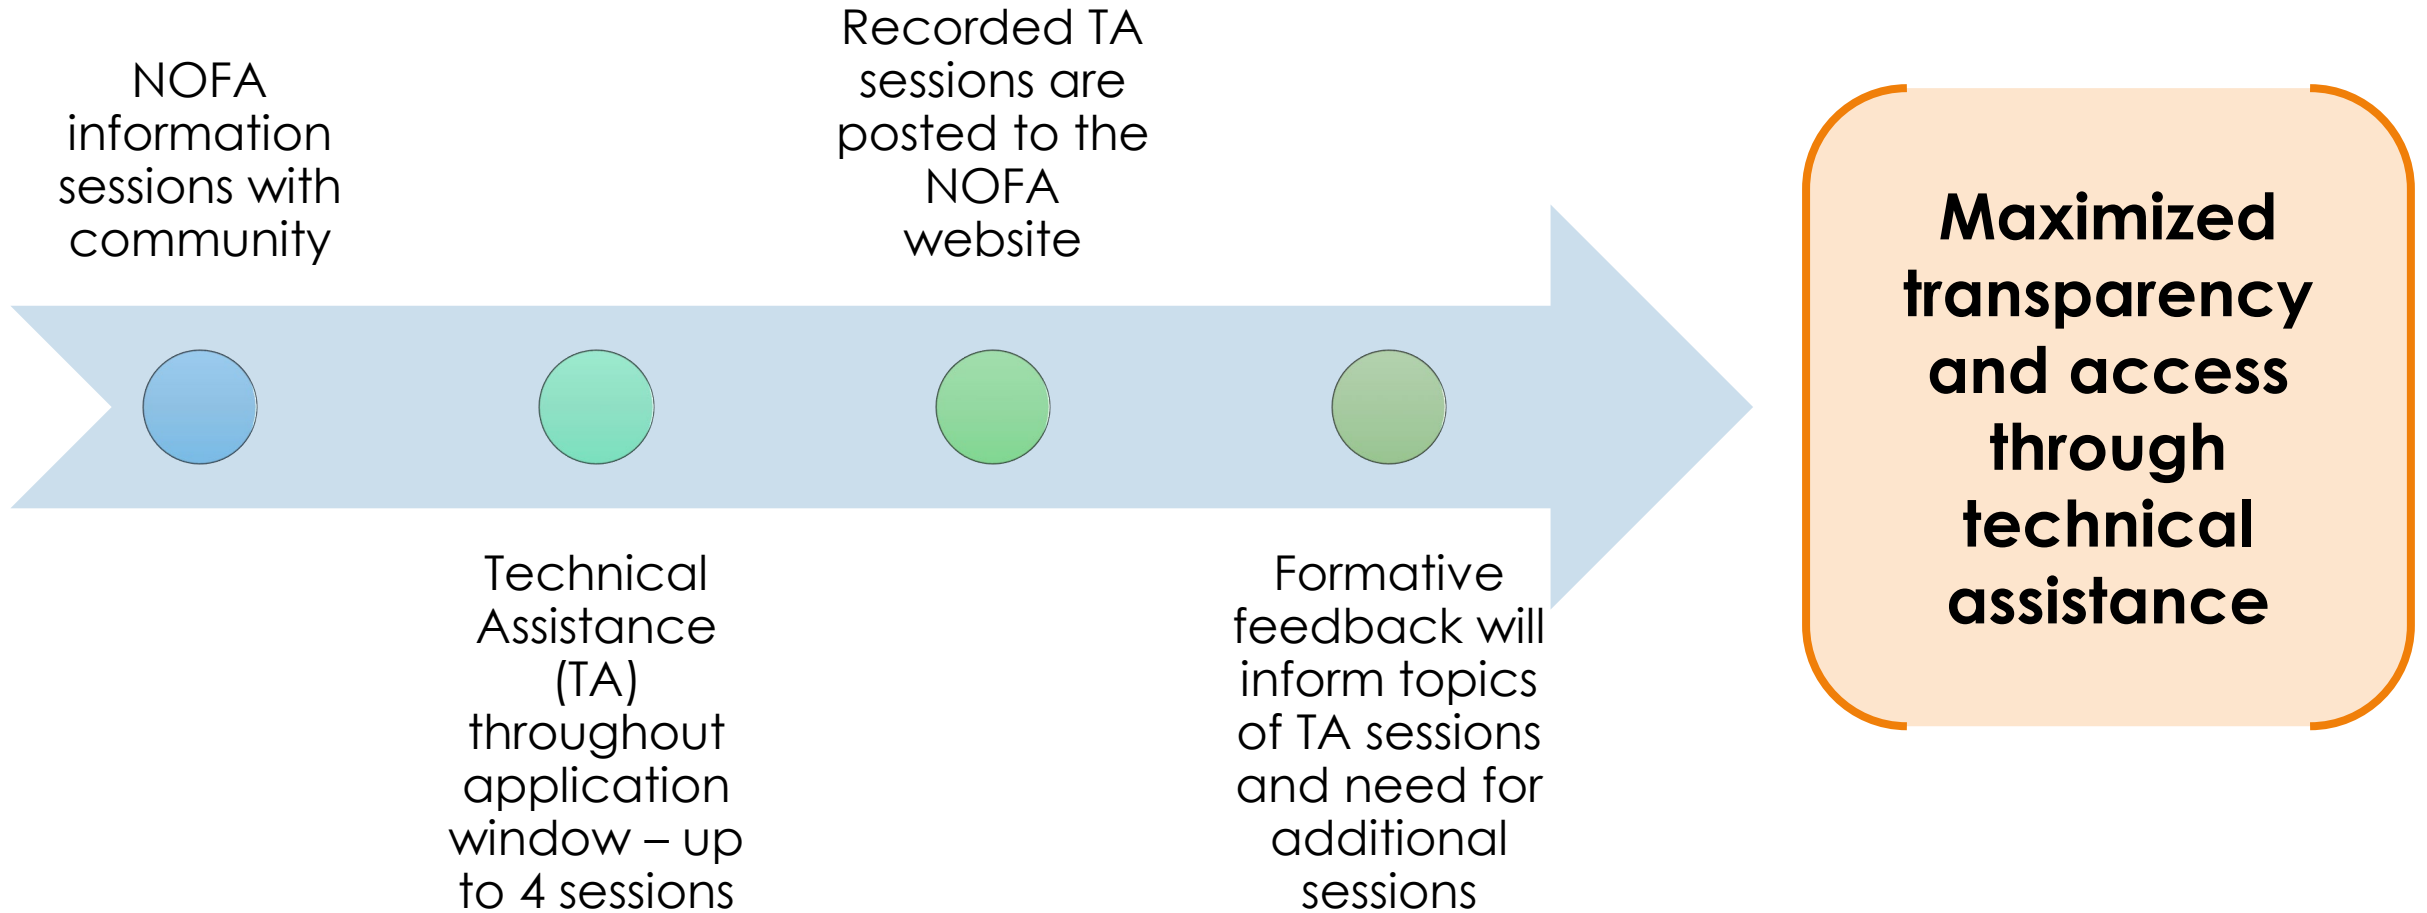 NOFA
information
sessions with
community
Technical
Assistance
(TA)
throughout
application
window – up
to 4 sessions
Recorded TA
sessions are
posted to the
NOFA
website
Formative
feedback will
inform topics
of TA sessions
and need for
additional
sessions
Maximized
transparency
and access
through
technical
assistance